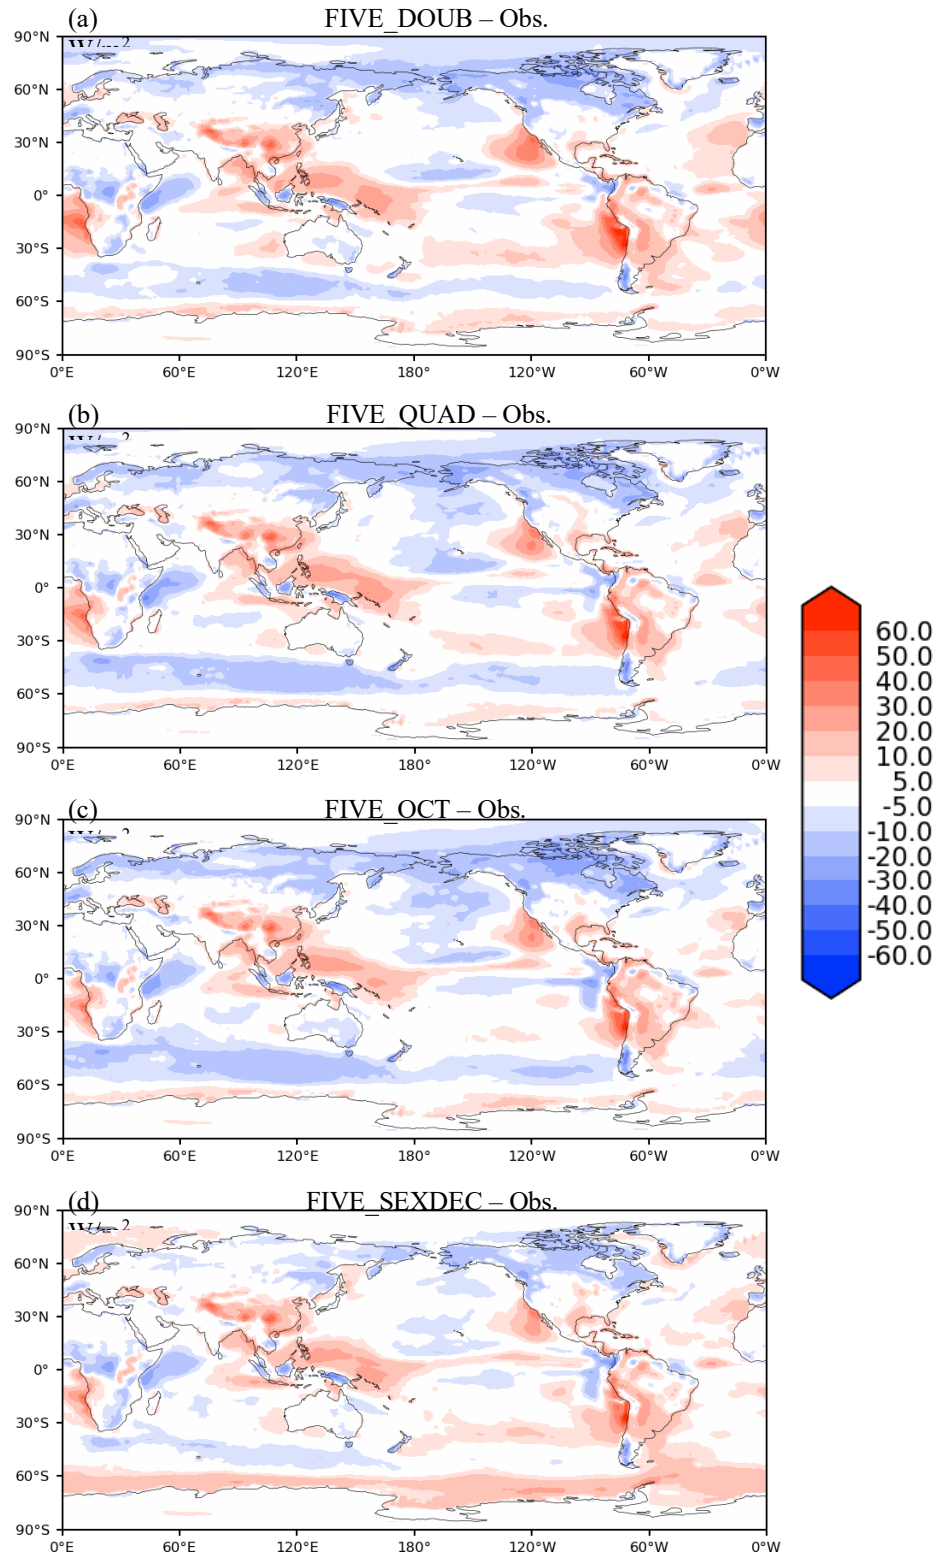 (a) FIVE_DOUB – Obs.
90°N
60°N
30°N
0°
30°S
60°S
90°S
0°E 60°E 120°E 180° 120°W 60°W 0°W
(b) FIVE_QUAD – Obs.
90°N
60°N
30°N
0°
30°S
60°S
90°S
0°E 60°E 120°E 180° 120°W 60°W 0°W
60.0
50.0
40.0
30.0
20.0
10.0
5.0
-5.0
-10.0
-20.0
-30.0
-40.0
-50.0
-60.0
(c) FIVE_OCT – Obs.
90°N
60°N
30°N
0°
30°S
60°S
90°S
0°E 60°E 120°E 180° 120°W 60°W 0°W
(d) FIVE_SEXDEC – Obs.
W/m²
90°N
60°N
30°N
0°
30°S
60°S
90°S
0°E 60°E 120°E 180° 120°W 60°W 0°W